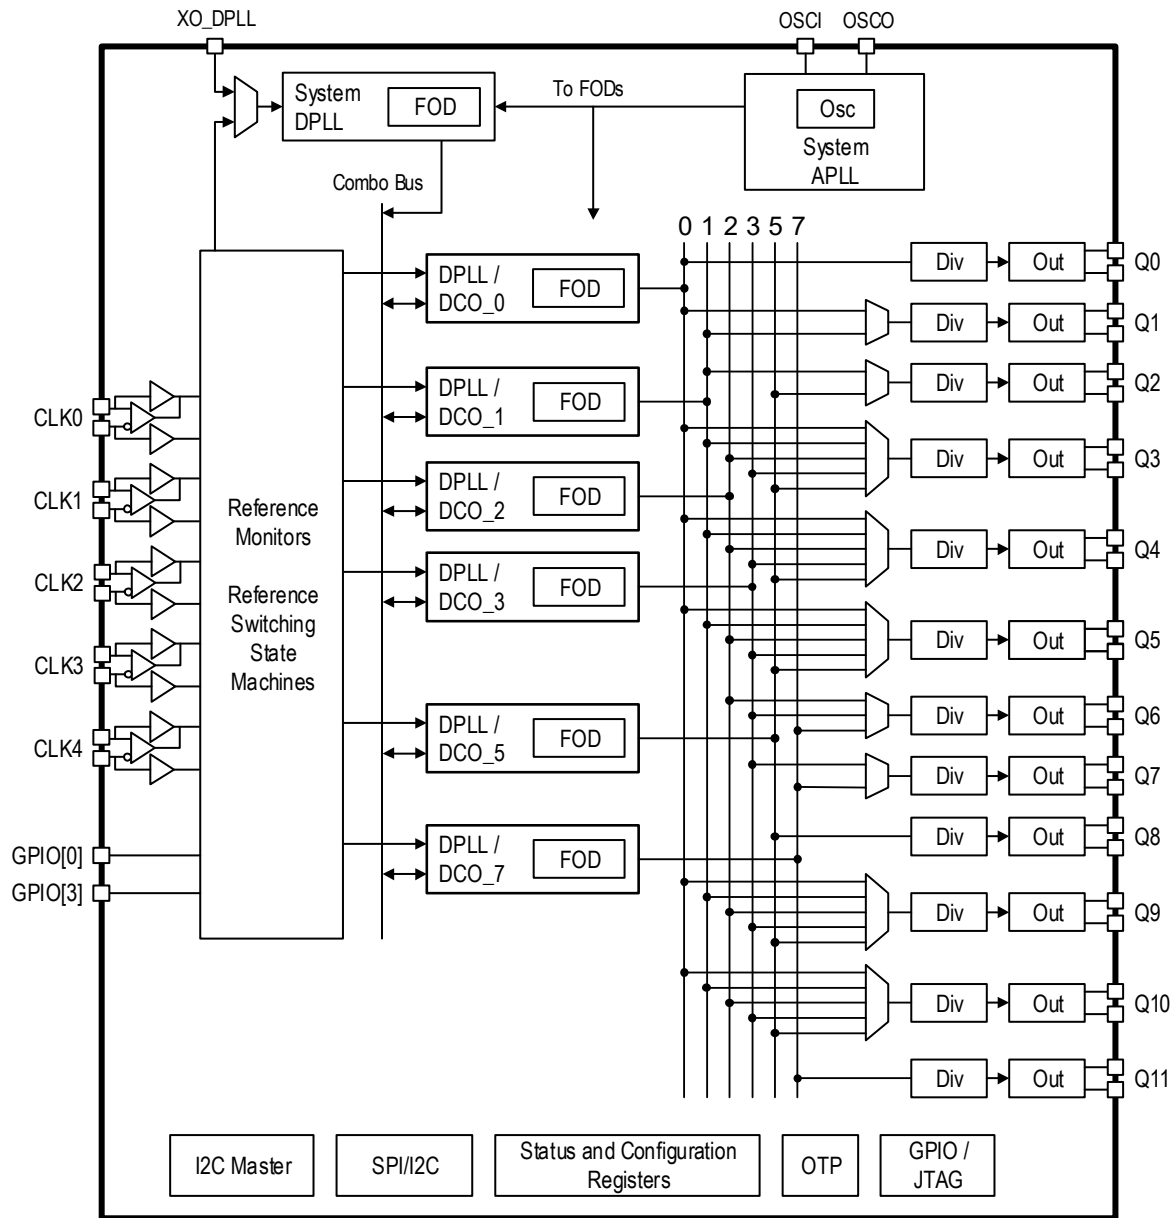 XO_DPLL
OSCI OSCO
System
DPLL
FOD
To FODs
Osc
System
APLL
Combo Bus
0 1 2 3 5 7
DPLL /
DCO_0
FOD
Div
Out
Q0
Div
Out
Q1
DPLL /
DCO_1
FOD
Div
Out
Q2
CLK0
Div
Out
Q3
DPLL /
DCO_2
FOD
CLK1
Reference
Monitors
Reference
Switching
State
Machines
Div
Out
Q4
DPLL /
DCO_3
FOD
CLK2
Div
Out
Q5
CLK3
Div
Out
Q6
DPLL /
DCO_5
FOD
CLK4
Div
Out
Q7
Div
Out
Q8
DPLL /
DCO_7
FOD
GPIO[0]
GPIO[3]
Div
Out
Q9
Div
Out
Q10
Div
Out
Q11
I2C Master
SPI/I2C
Status and Configuration
Registers
OTP
GPIO /
JTAG